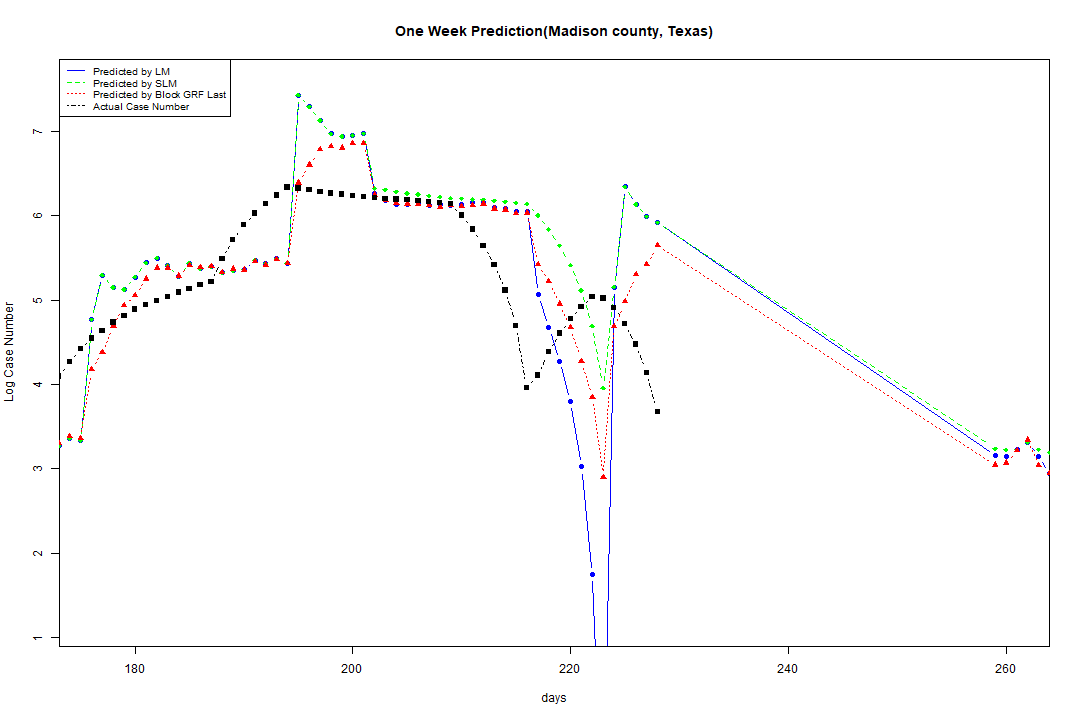 One Week Prediction(Madison county, Texas)
Predicted by LM
Predicted by SLM
Predicted by Block GRF Last
Actual Case Number
7
6
5
4
3
2
1
Log Case Number
180 200 220 240 260
days